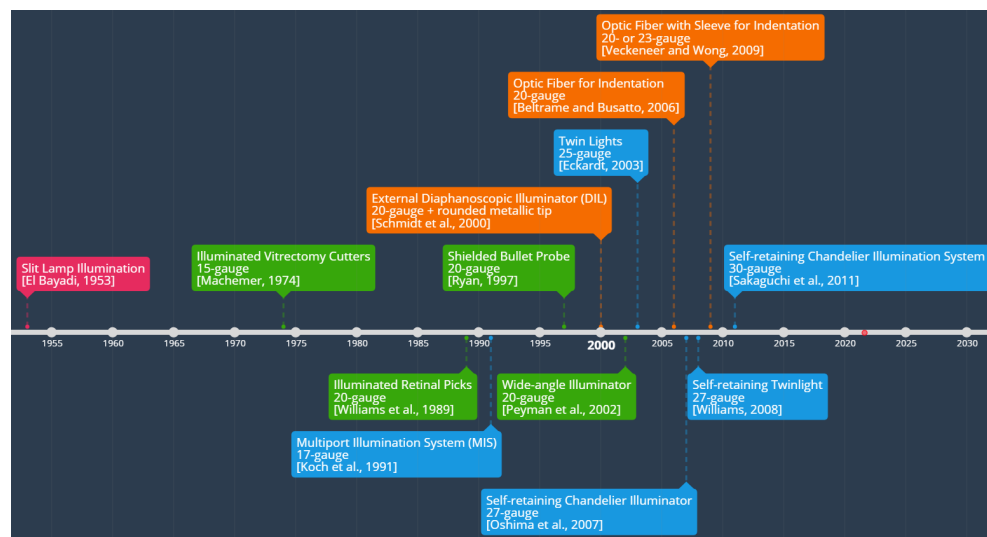 Optic Fiber with Sleeve for Indentation
20- or 23-gauge
[Veckeneer and Wong, 2009]
Optic Fiber for Indentation
20-gauge
[Beltrame and Busatto, 2006]
Twin Lights
25-gauge
[Eckardt, 2003]
External Diaphanoscopic Illuminator (DIL)
20-gauge + rounded metallic tip
[Schmidt et al., 2000]
Slit Lamp Illumination
[El Bayadi, 1953]
Illuminated Vitrectomy Cutters
15-gauge
[Machemer, 1974]
Shielded Bullet Probe
20-gauge
[Ryan, 1997]
Self-retaining Chandelier Illumination System
30-gauge
[Sakaguchi et al., 2011]
1955 1960 1965 1970 1975 1980 1985 1990 1995 2000 2005 2010 2015 2020 2025 2030
Illuminated Retinal Picks
20-gauge
[Williams et al., 1989]
Wide-angle Illuminator
20-gauge
[Peyman et al., 2002]
Self-retaining Twinlight
27-gauge
[Williams, 2008]
Multiport Illumination System (MIS)
17-gauge
[Koch et al., 1991]
Self-retaining Chandelier Illuminator
27-gauge
[Oshima et al., 2007]